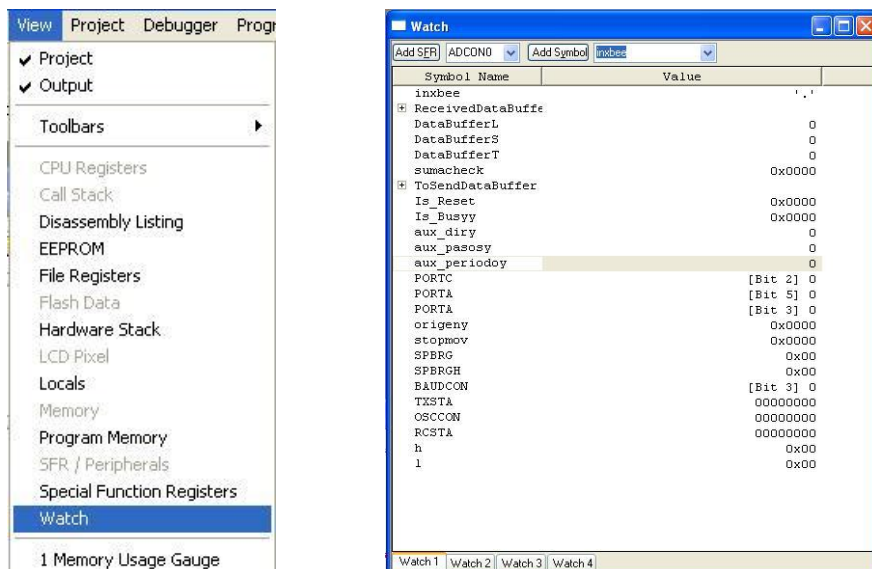 View Project Debugger Progr
Project
Output
Toolbars
CPU Registers
Call Stack
Disassembly Listing
EEPROM
File Registers
Flash Data
Hardware Stack
LCD Pixel
Locals
Memory
Program Memory
SFR / Peripherals
Special Function Registers
Watch
1 Memory Usage Gauge
Watch
Add SFR ADCON0 Add Symbol inxbee
Symbol Name Value
inxbee '.'
ReceivedDataBuffe
DataBufferL 0
DataBufferS 0
DataBufferT 0
sumacheck 0x0000
ToSendDataBuffer
Is_Reset 0x0000
Is_Busyy 0x0000
aux_diry 0
aux_pasosy 0
aux_periodoy 0
PORTC [Bit 2] 0
PORTA [Bit 5] 0
PORTA [Bit 3] 0
origeny 0x0000
stopmov 0x0000
SPBRG 0x00
SPBRGH 0x00
BAUDCON [Bit 3] 0
TXSTA 00000000
OSCCON 00000000
RCSTA 00000000
h 0x00
l 0x00
Watch 1 Watch 2 Watch 3 Watch 4